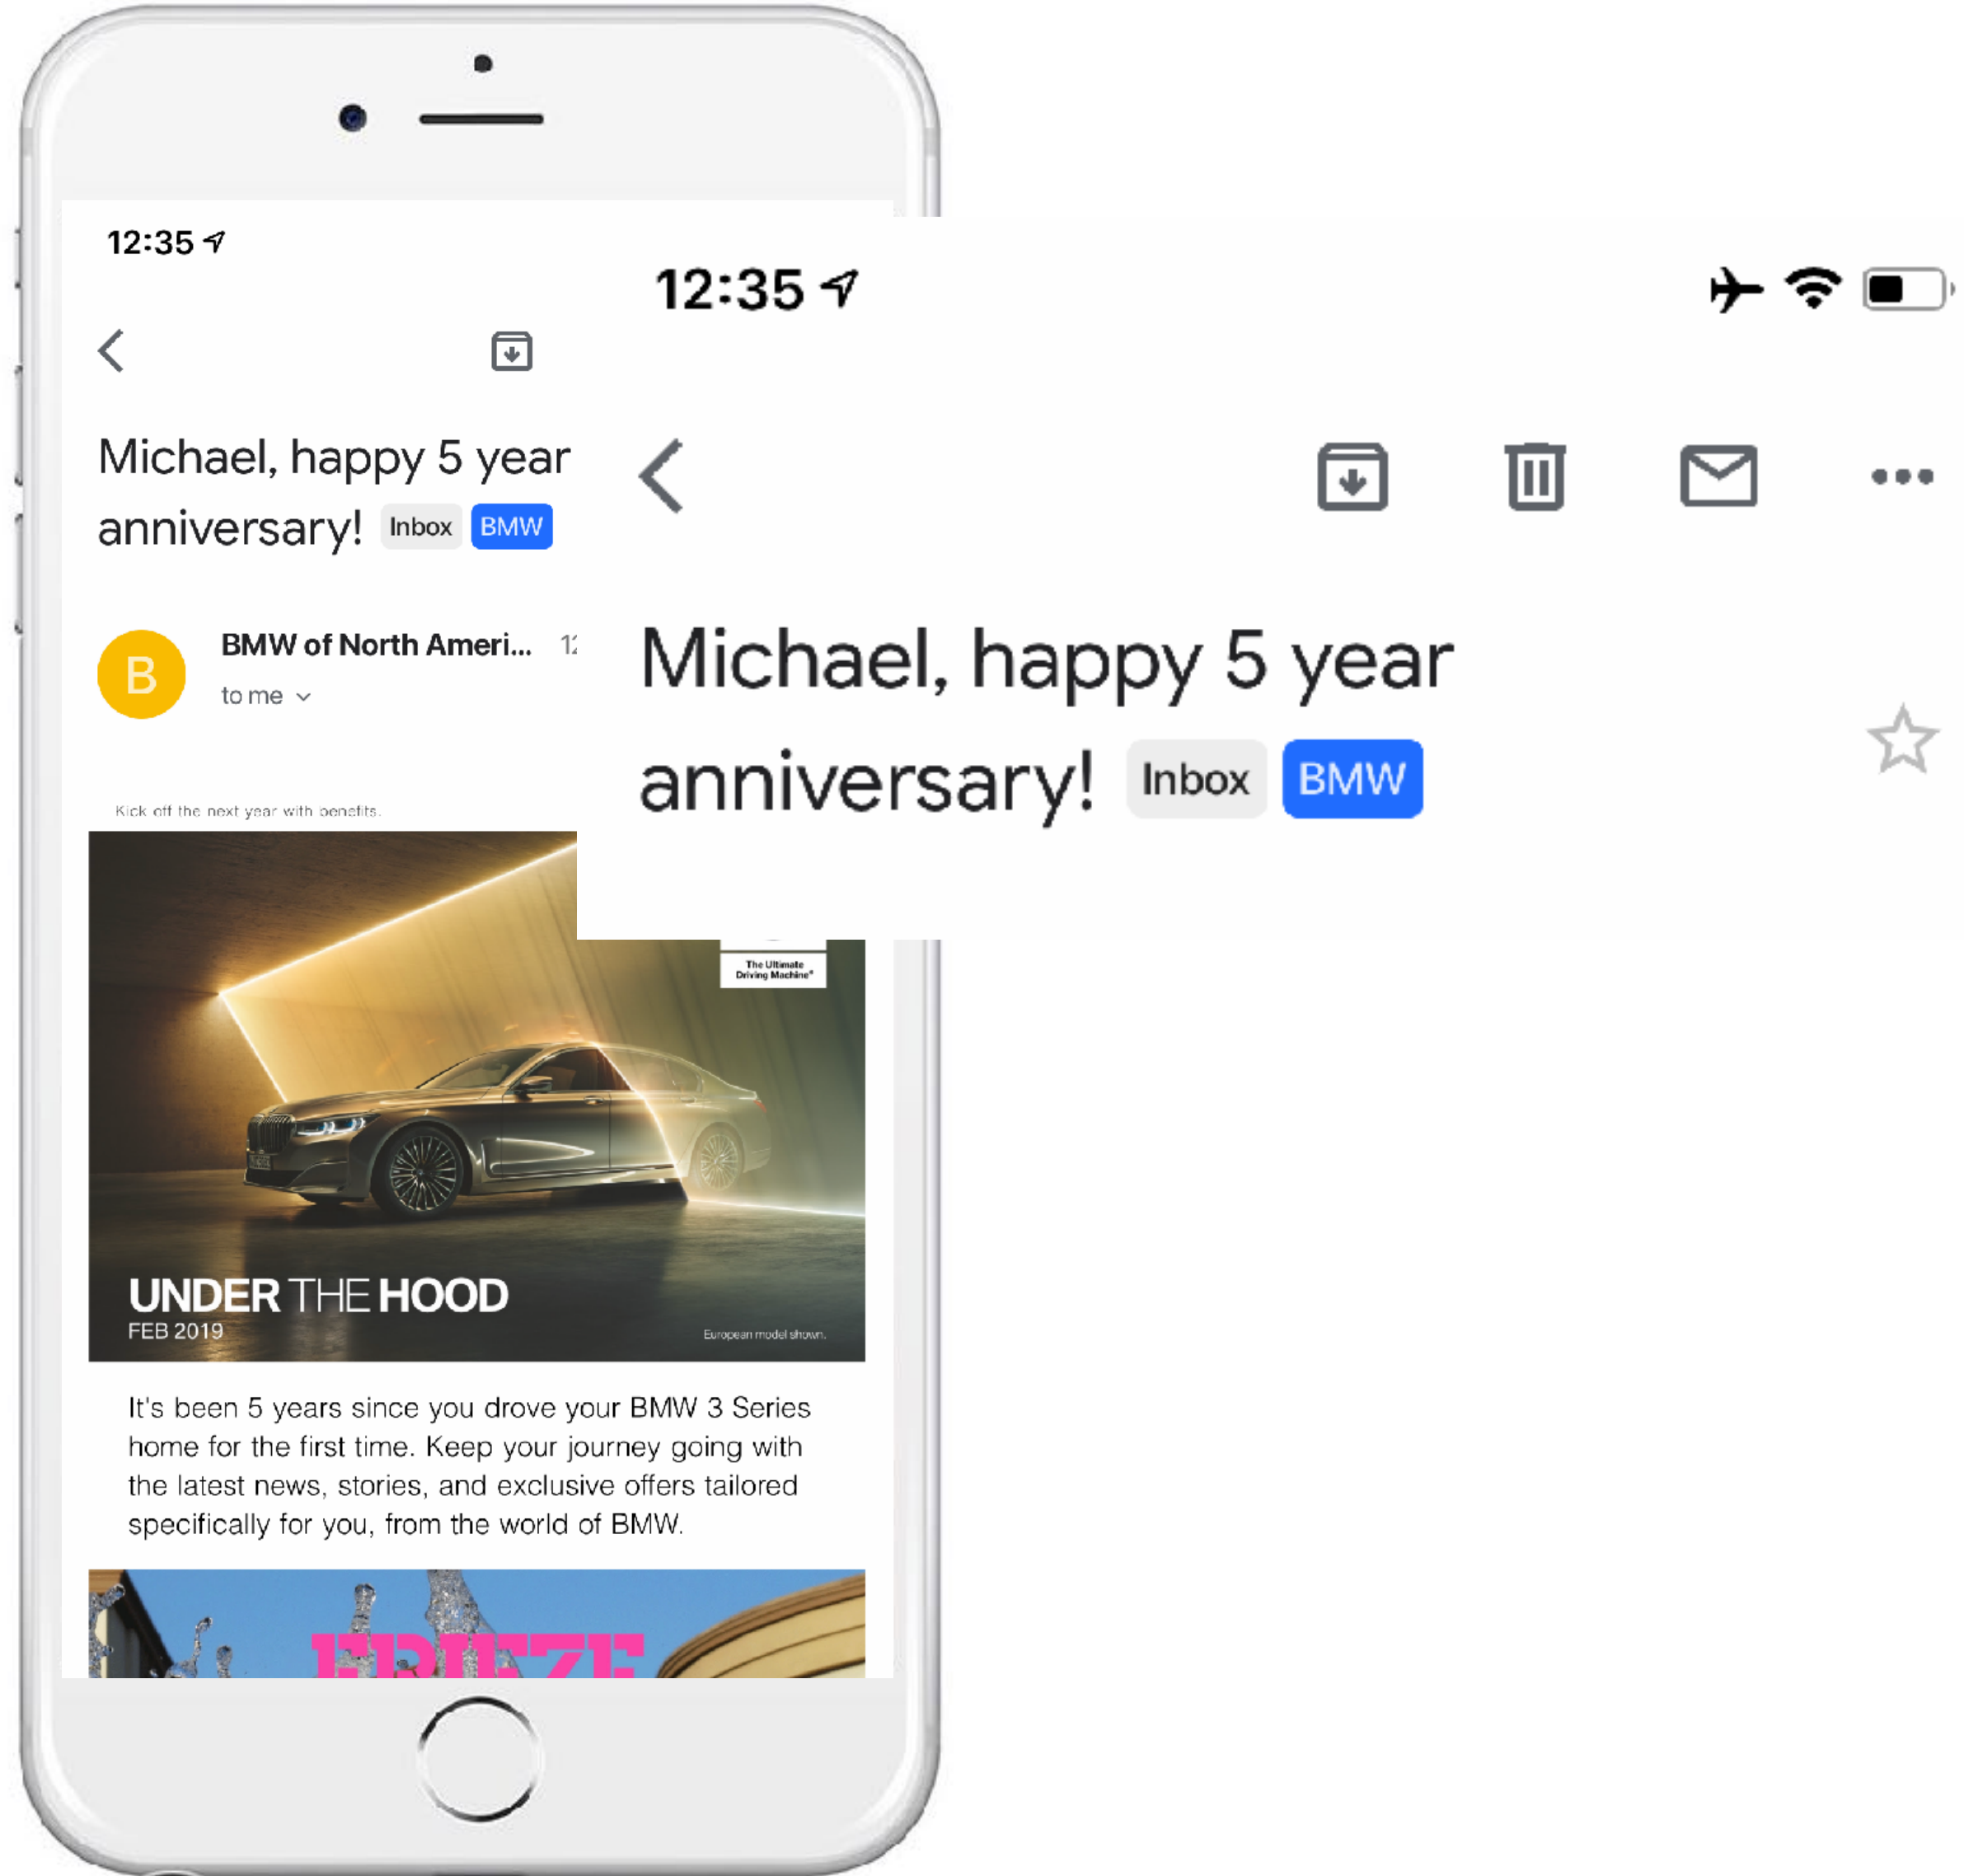 12:35
Michael, happy 5 year
anniversary! Inbox BMW
B
BMW of North Ameri...
to me
Kick off the next year with benefits.
12:35
Michael, happy 5 year
anniversary! Inbox BMW
The Ultimate
Driving Machine®
UNDER THE HOOD
FEB 2019
European model shown.
It's been 5 years since you drove your BMW 3 Series
home for the first time. Keep your journey going with
the latest news, stories, and exclusive offers tailored
specifically for you, from the world of BMW.
FRIEZE